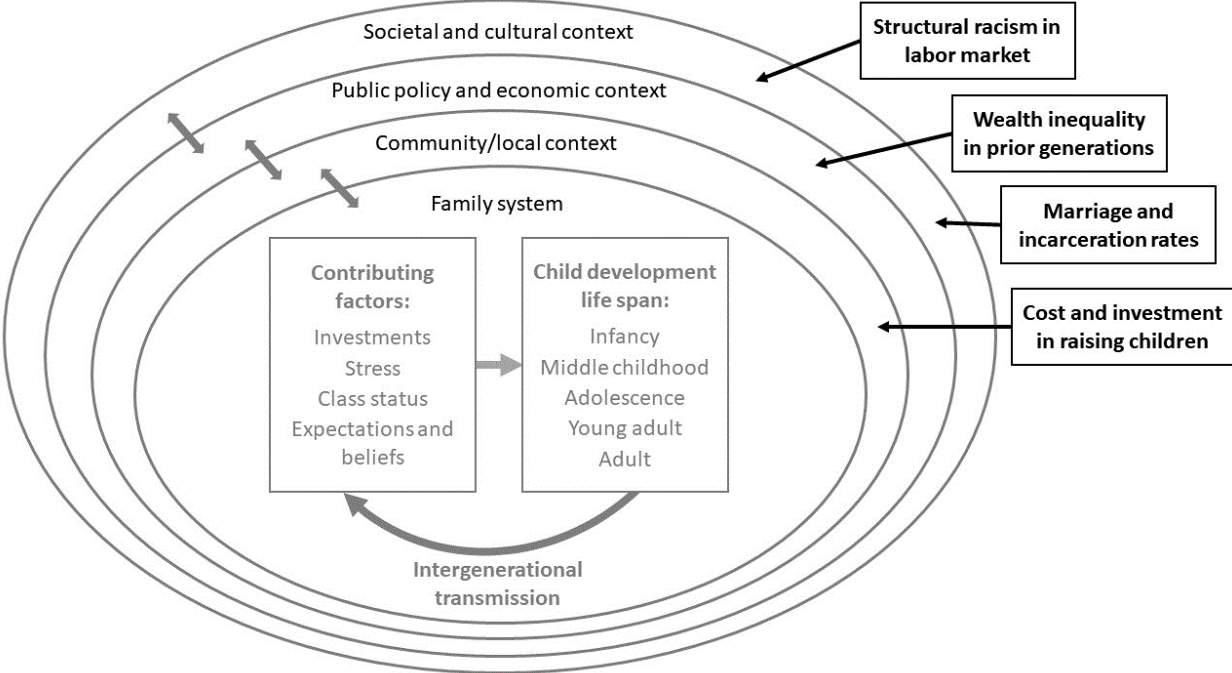 Societal and cultural context
Public policy and economic context
Community/local context
Family system
Contributing
factors:
Investments
Stress
Class status
Expectations and
beliefs
Child development
life span:
Infancy
Middle childhood
Adolescence
Young adult
Adult
Intergenerational
transmission
Structural racism in
labor market
Wealth inequality
in prior generations
Marriage and
incarceration rates
Cost and investment
in raising children